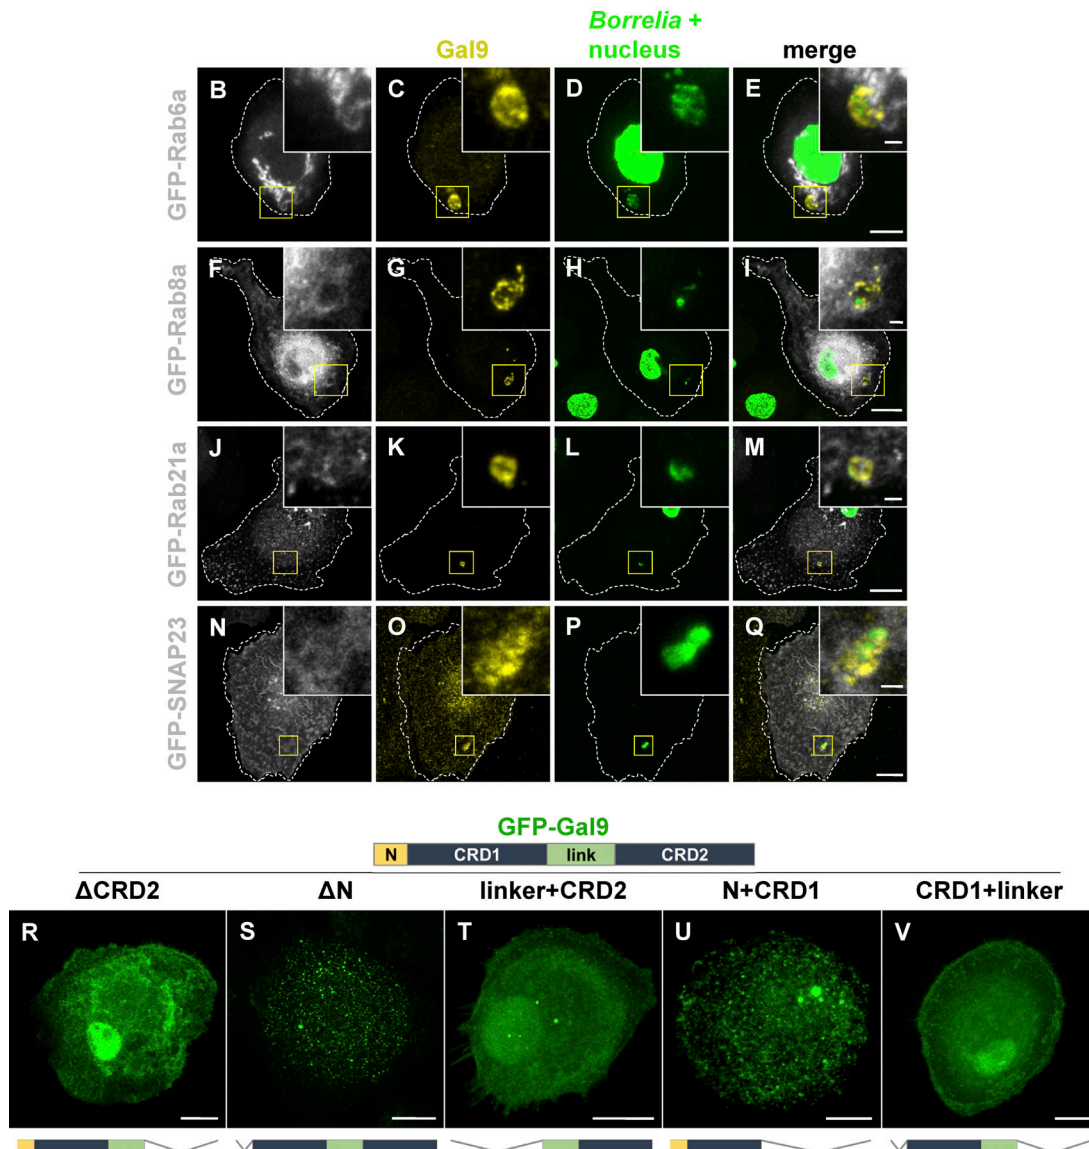 Gal9
Borrelia +
nucleus
merge
GFP-Rab6a
B C D E
GFP-Rab8a
F G H I
GFP-Rab21a
J K L M
GFP-SNAP23
N O P Q
GFP-Gal9
N CRD1 link CRD2
ΔCRD2 ΔN linker+CRD2 N+CRD1 CRD1+linker
R S T U V